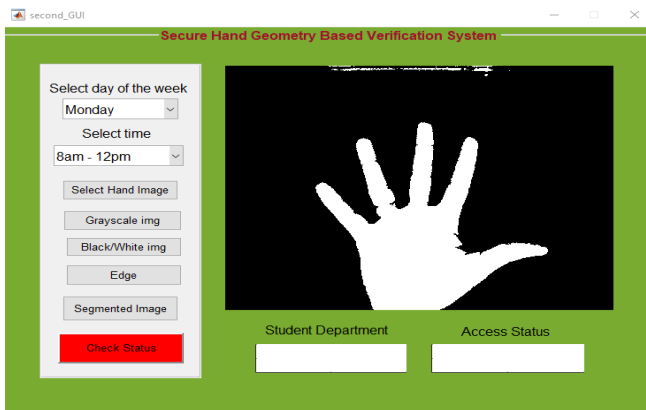 second_GUI
Secure Hand Geometry Based Verification System
Select day of the week
Monday
Select time
8am - 12pm
Select Hand Image
Grayscale img
Black/White img
Edge
Segmented Image
Check Status
Student Department
Access Status